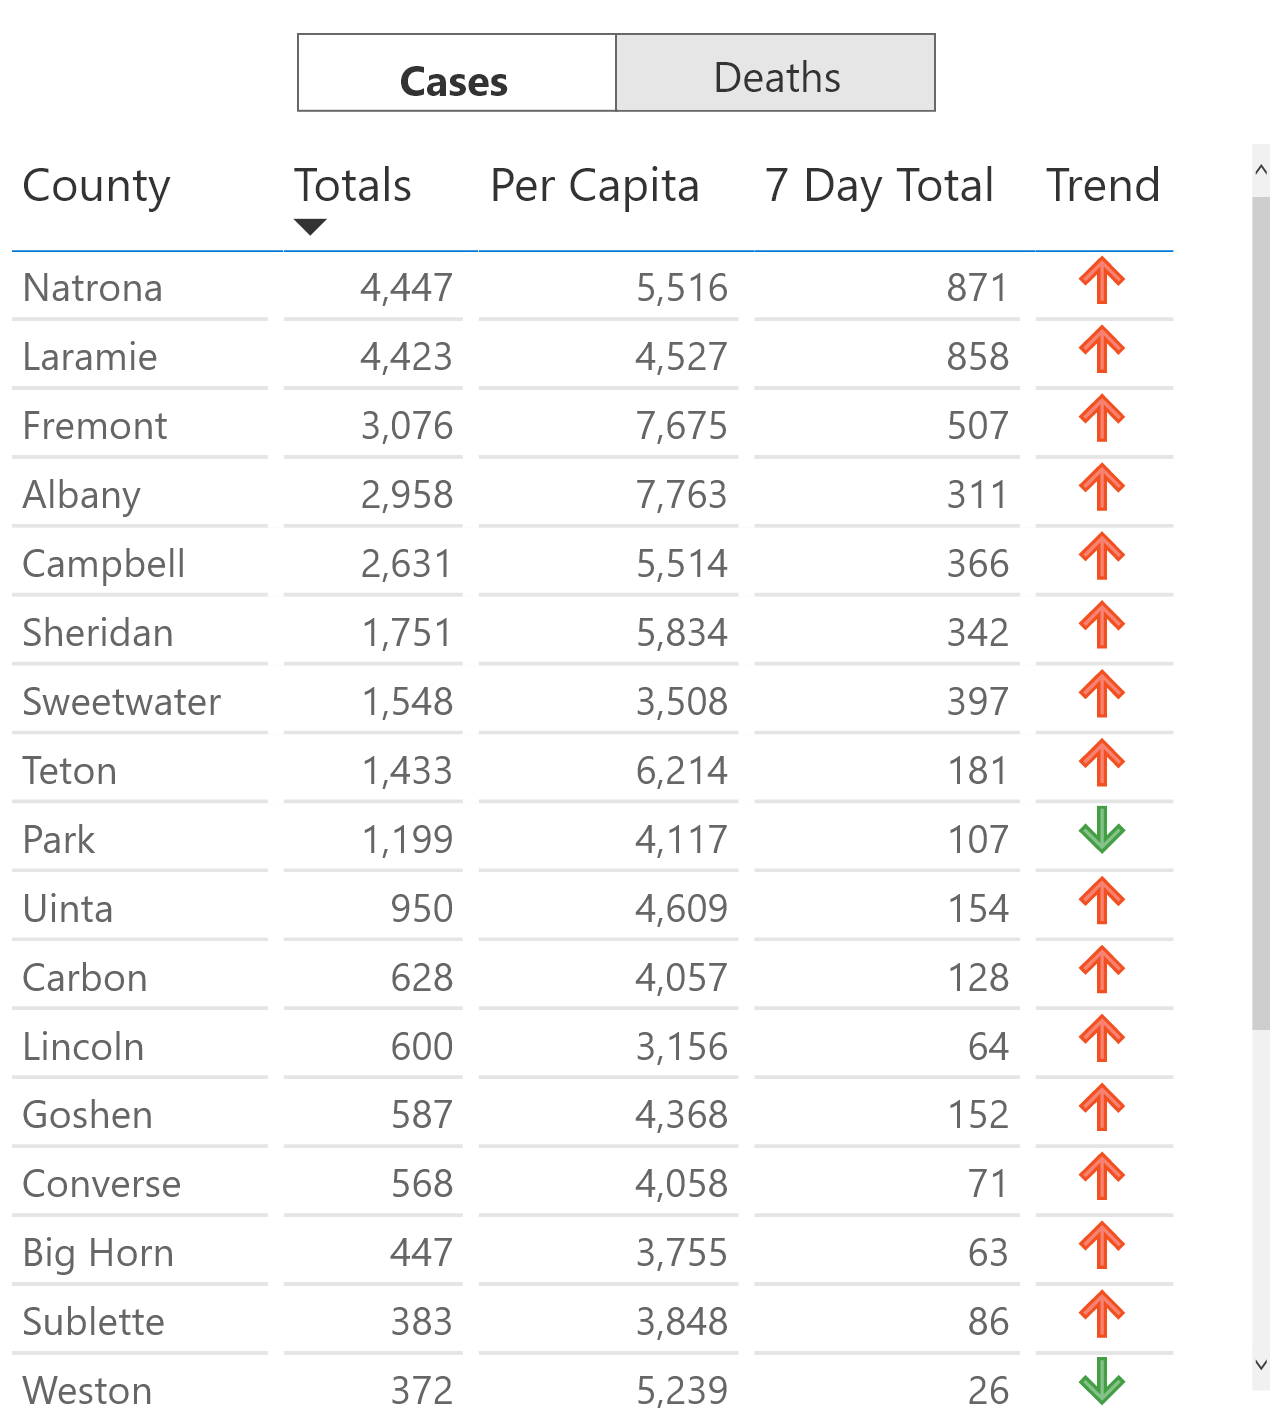 Cases Deaths
County Totals Per Capita 7 Day Total Trend
Natrona 4,447 5,516 871
Laramie 4,423 4,527 858
Fremont 3,076 7,675 507
Albany 2,958 7,763 311
Campbell 2,631 5,514 366
Sheridan 1,751 5,834 342
Sweetwater 1,548 3,508 397
Teton 1,433 6,214 181
Park 1,199 4,117 107
Uinta 950 4,609 154
Carbon 628 4,057 128
Lincoln 600 3,156 64
Goshen 587 4,368 152
Converse 568 4,058 71
Big Horn 447 3,755 63
Sublette 383 3,848 86
Weston 372 5,239 26